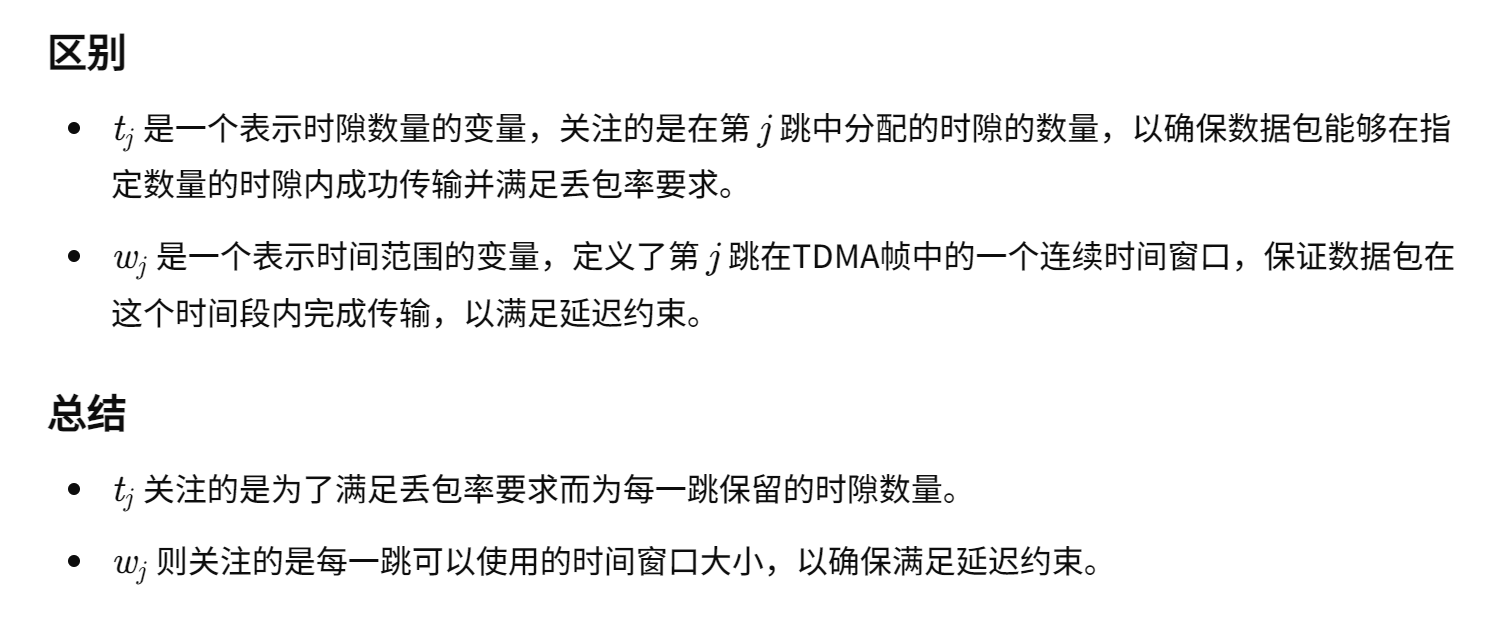 区别
• tⱼ 是一个表示时隙数量的变量，关注的是在第 j 跳中分配的时隙的数量，以确保数据包能够在指
定数量的时隙内成功传输并满足丢包率要求。
• wⱼ 是一个表示时间范围的变量，定义了第 j 跳在TDMA帧中的一个连续时间窗口，保证数据包在
这个时间段内完成传输，以满足延迟约束。
总结
• tⱼ 关注的是为了满足丢包率要求而为每一跳保留的时隙数量。
• wⱼ 则关注的是每一跳可以使用的时间窗口大小，以确保满足延迟约束。